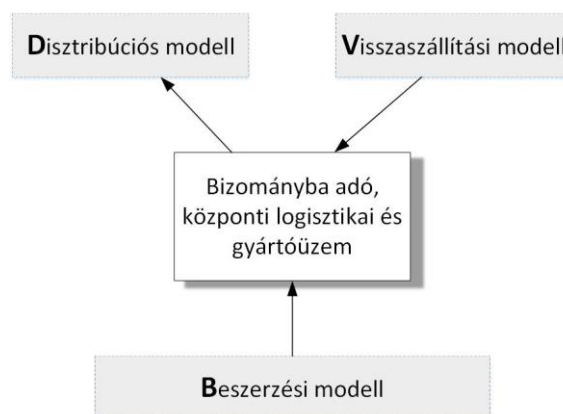 Disztribúciós modell
Visszaszállítási modell
Bizományba adó,
központi logisztikai és
gyártóüzem
Beszerzési modell